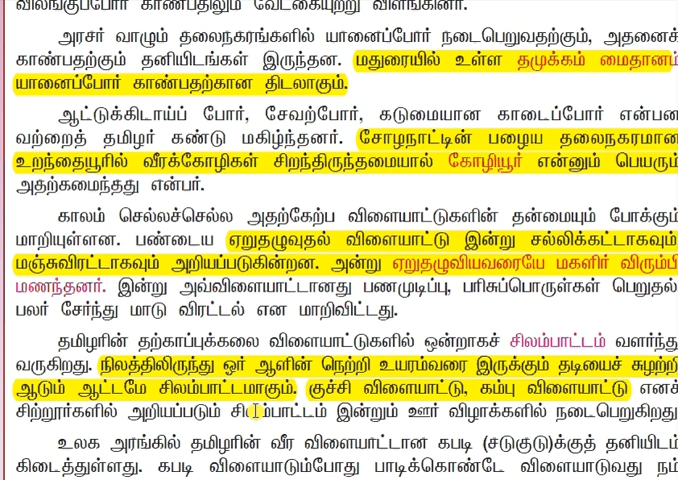 விலங்குப்போர் காண்பதிலும் வேட்கையுற்று விளங்கினர்.
அரசர் வாழும் தலைநகரங்களில் யானைப்போர் நடைபெறுவதற்கும், அதனைக்
காண்பதற்கும் தனியிடங்கள் இருந்தன. மதுரையில் உள்ள தமுக்கம் மைதானம்
யானைப்போர் காண்பதற்கான திடலாகும்.
ஆட்டுக்கிடாய்ப் போர், சேவற்போர், கடுமையான காடைப்போர் என்பன
வற்றைத் தமிழர் கண்டு மகிழ்ந்தனர். சோழநாட்டின் பழைய தலைநகரமான
உறந்தையூரில் வீரக்கோழிகள் சிறந்திருந்தமையால் கோழியூர் என்னும் பெயரும்
அதற்கமைந்தது என்பர்.
காலம் செல்லச்செல்ல அதற்கேற்ப விளையாட்டுகளின் தன்மையும் போக்கும்
மாறியுள்ளன. பண்டைய ஏறுதழுவுதல் விளையாட்டு இன்று சல்லிக்கட்டாகவும்
மஞ்சுவிரட்டாகவும் அறியப்படுகின்றன. அன்று ஏறுதழுவியவரையே மகளிர் விரும்பி
மணந்தனர். இன்று அவ்விளையாட்டானது பணமுடிப்பு, பரிசுப்பொருள்கள் பெறுதல்
பலர் சேர்ந்து மாடு விரட்டல் என மாறிவிட்டது.
தமிழரின் தற்காப்புக்கலை விளையாட்டுகளில் ஒன்றாகச் சிலம்பாட்டம் வளர்ந்து
வருகிறது. நிலத்திலிருந்து ஓர் ஆளின் நெற்றி உயரம்வரை இருக்கும் தடியைச் சுழற்றி
ஆடும் ஆட்டமே சிலம்பாட்டமாகும். குச்சி விளையாட்டு, கம்பு விளையாட்டு எனச்
சிற்றூர்களில் அறியப்படும் சிலம்பாட்டம் இன்றும் ஊர் விழாக்களில் நடைபெறுகிறது
உலக அரங்கில் தமிழரின் வீர விளையாட்டான கபடி (சடுகுடு)க்குத் தனியிடம்
கிடைத்துள்ளது. கபடி விளையாடும்போது பாடிக்கொண்டே விளையாடுவது நம்